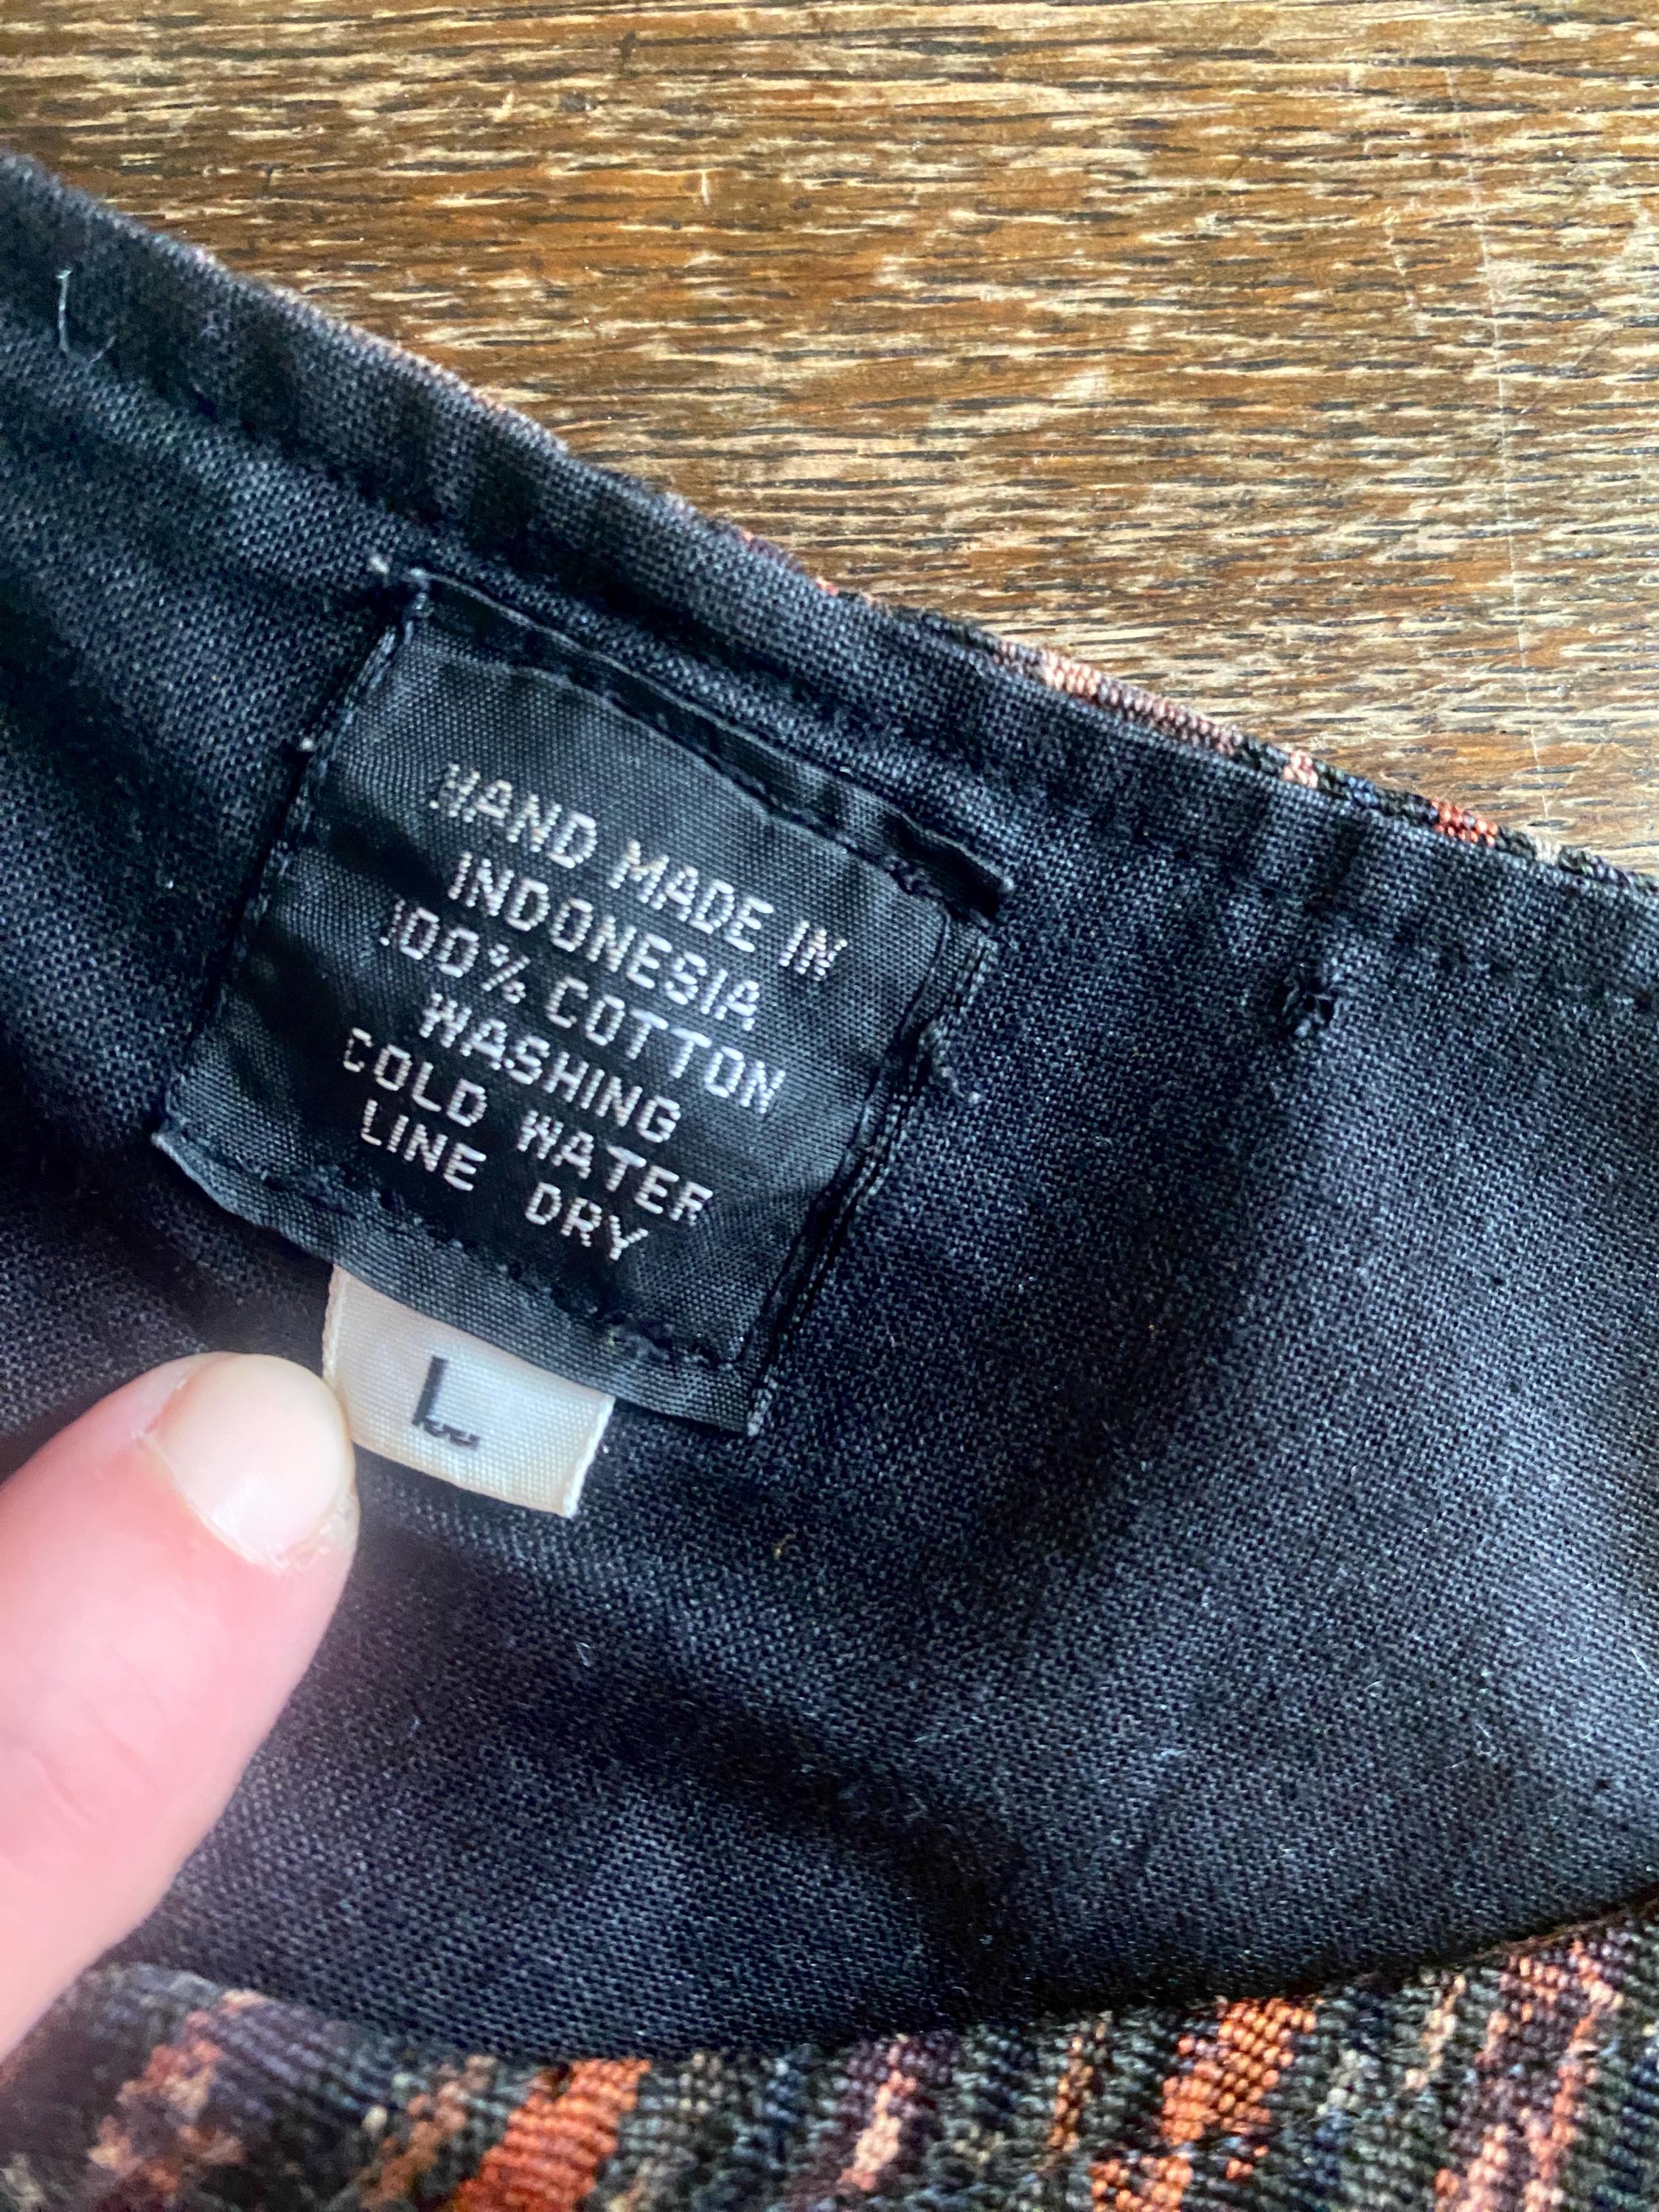 HAND MADE IN
INDONESIA
100% COTTON
WASHING
COLD WATER
LINE DRY
L